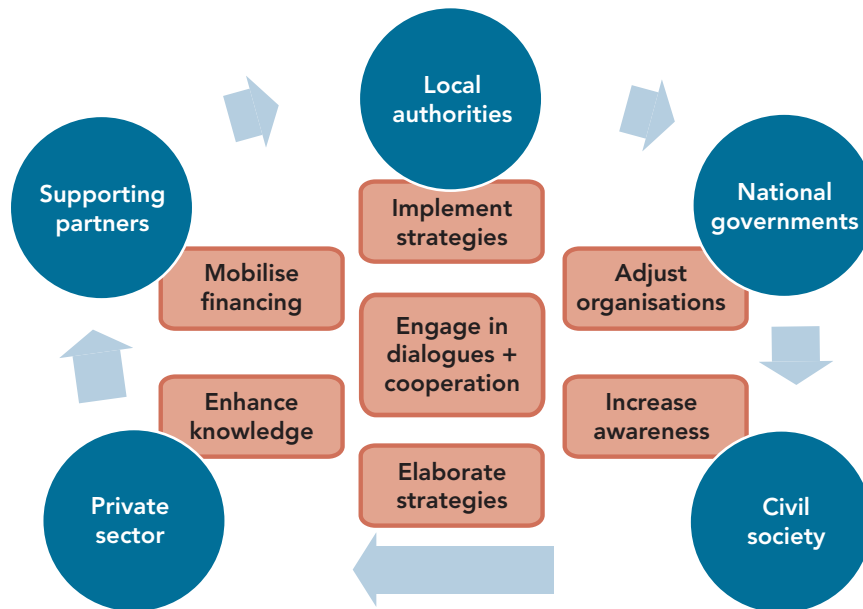 Local
authorities
Supporting
partners
National
governments
Implement
strategies
Mobilise
financing
Adjust
organisations
Engage in
dialogues +
cooperation
Enhance
knowledge
Increase
awareness
Elaborate
strategies
Private
sector
Civil
society